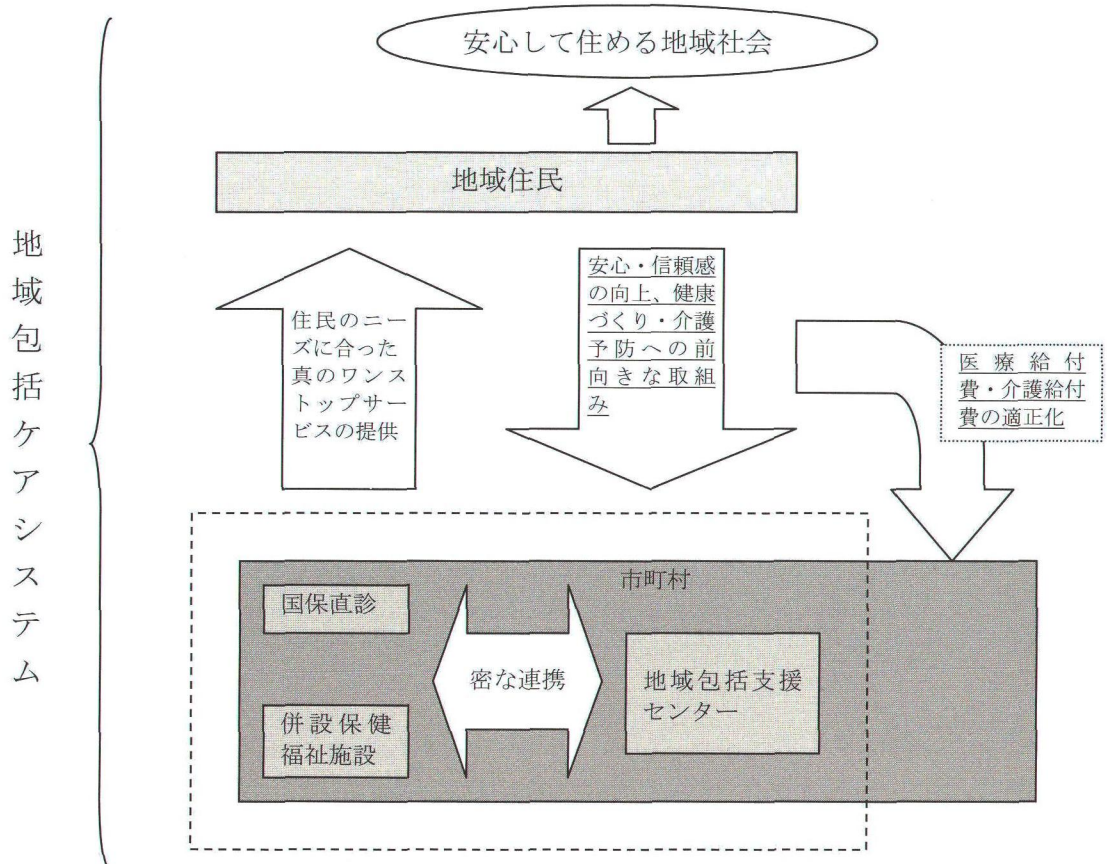 安心して住める地域社会
地域住民
地域包括ケアシステム
住民のニー
ズに合った
真のワンス
トップサー
ビスの提供
安心・信頼感
の向上、健康
づくり・介護
予防への前
向きな取組
み
医療給付
費・介護給付
費の適正化
市町村
国保直診
密な連携
地域包括支援
センター
併設保健
福祉施設